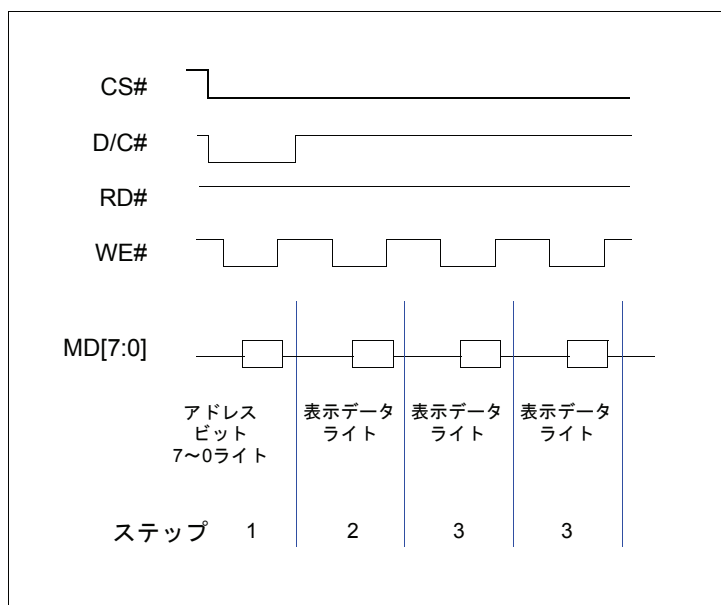 CS#
D/C#
RD#
WE#
MD[7:0]
アドレス
ビット
7～0ライト
表示データ
ライト
表示データ
ライト
表示データ
ライト
ステップ 1 2 3 3